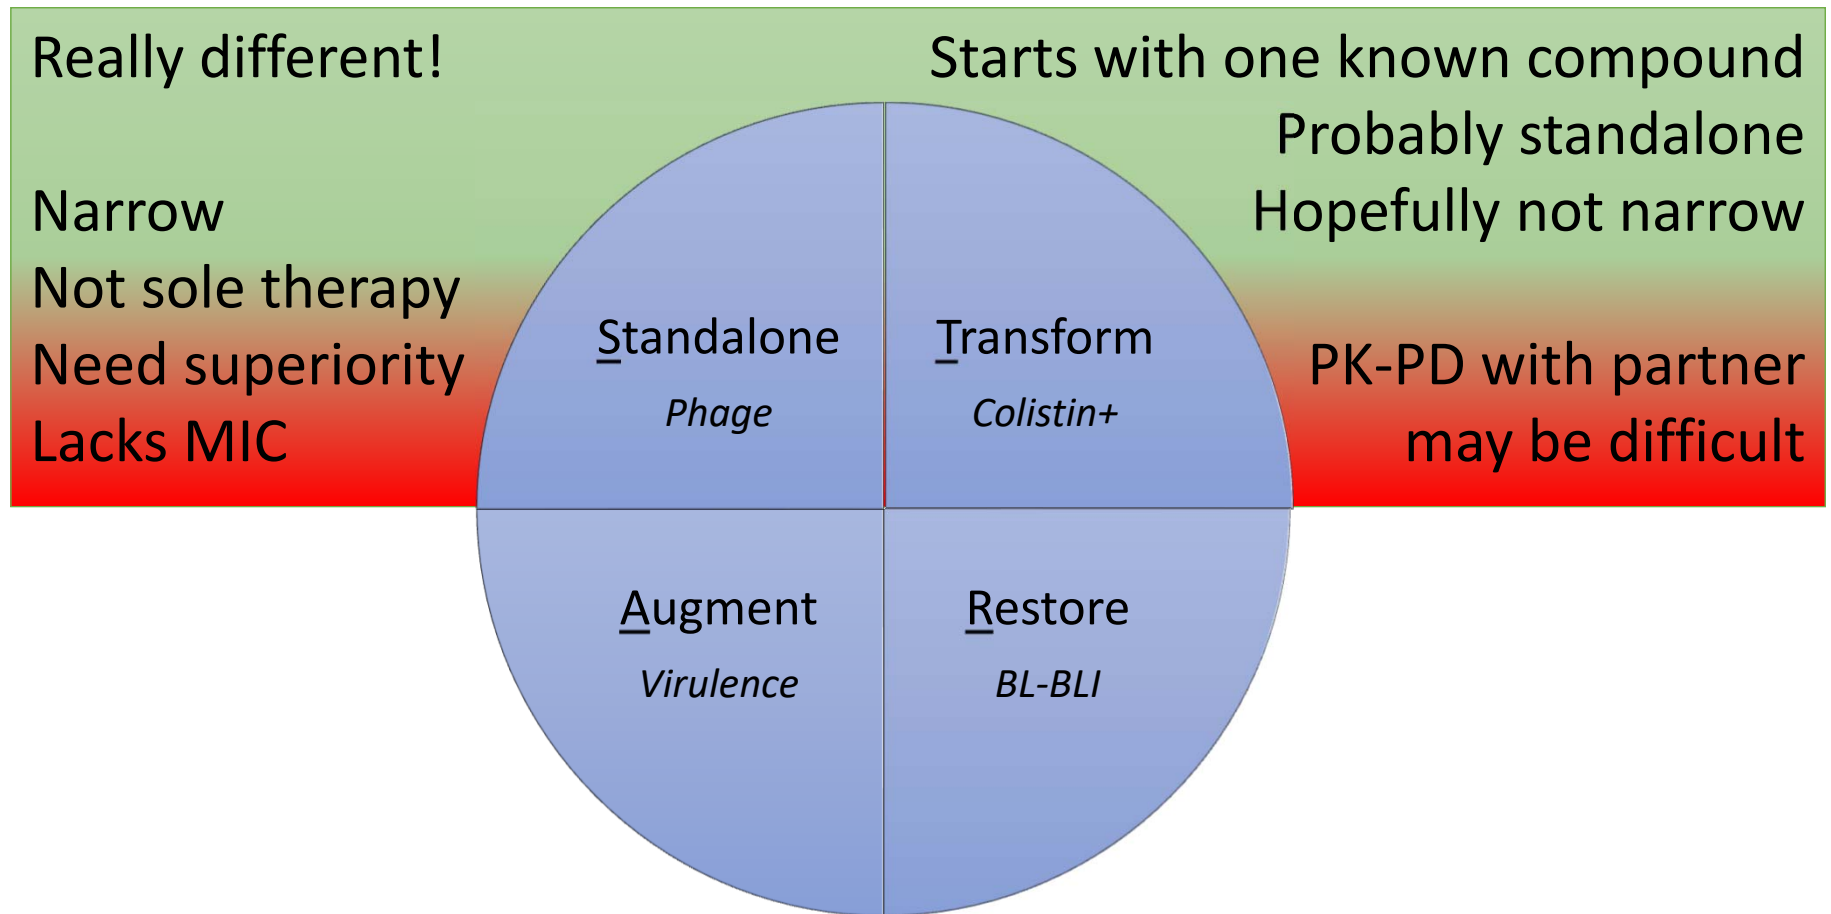 Really different!
Narrow
Not sole therapy
Need superiority
Lacks MIC
Starts with one known compound
Probably standalone
Hopefully not narrow
PK-PD with partner
may be difficult
Standalone
Phage
Transform
Colistin+
Augment
Virulence
Restore
BL-BLI